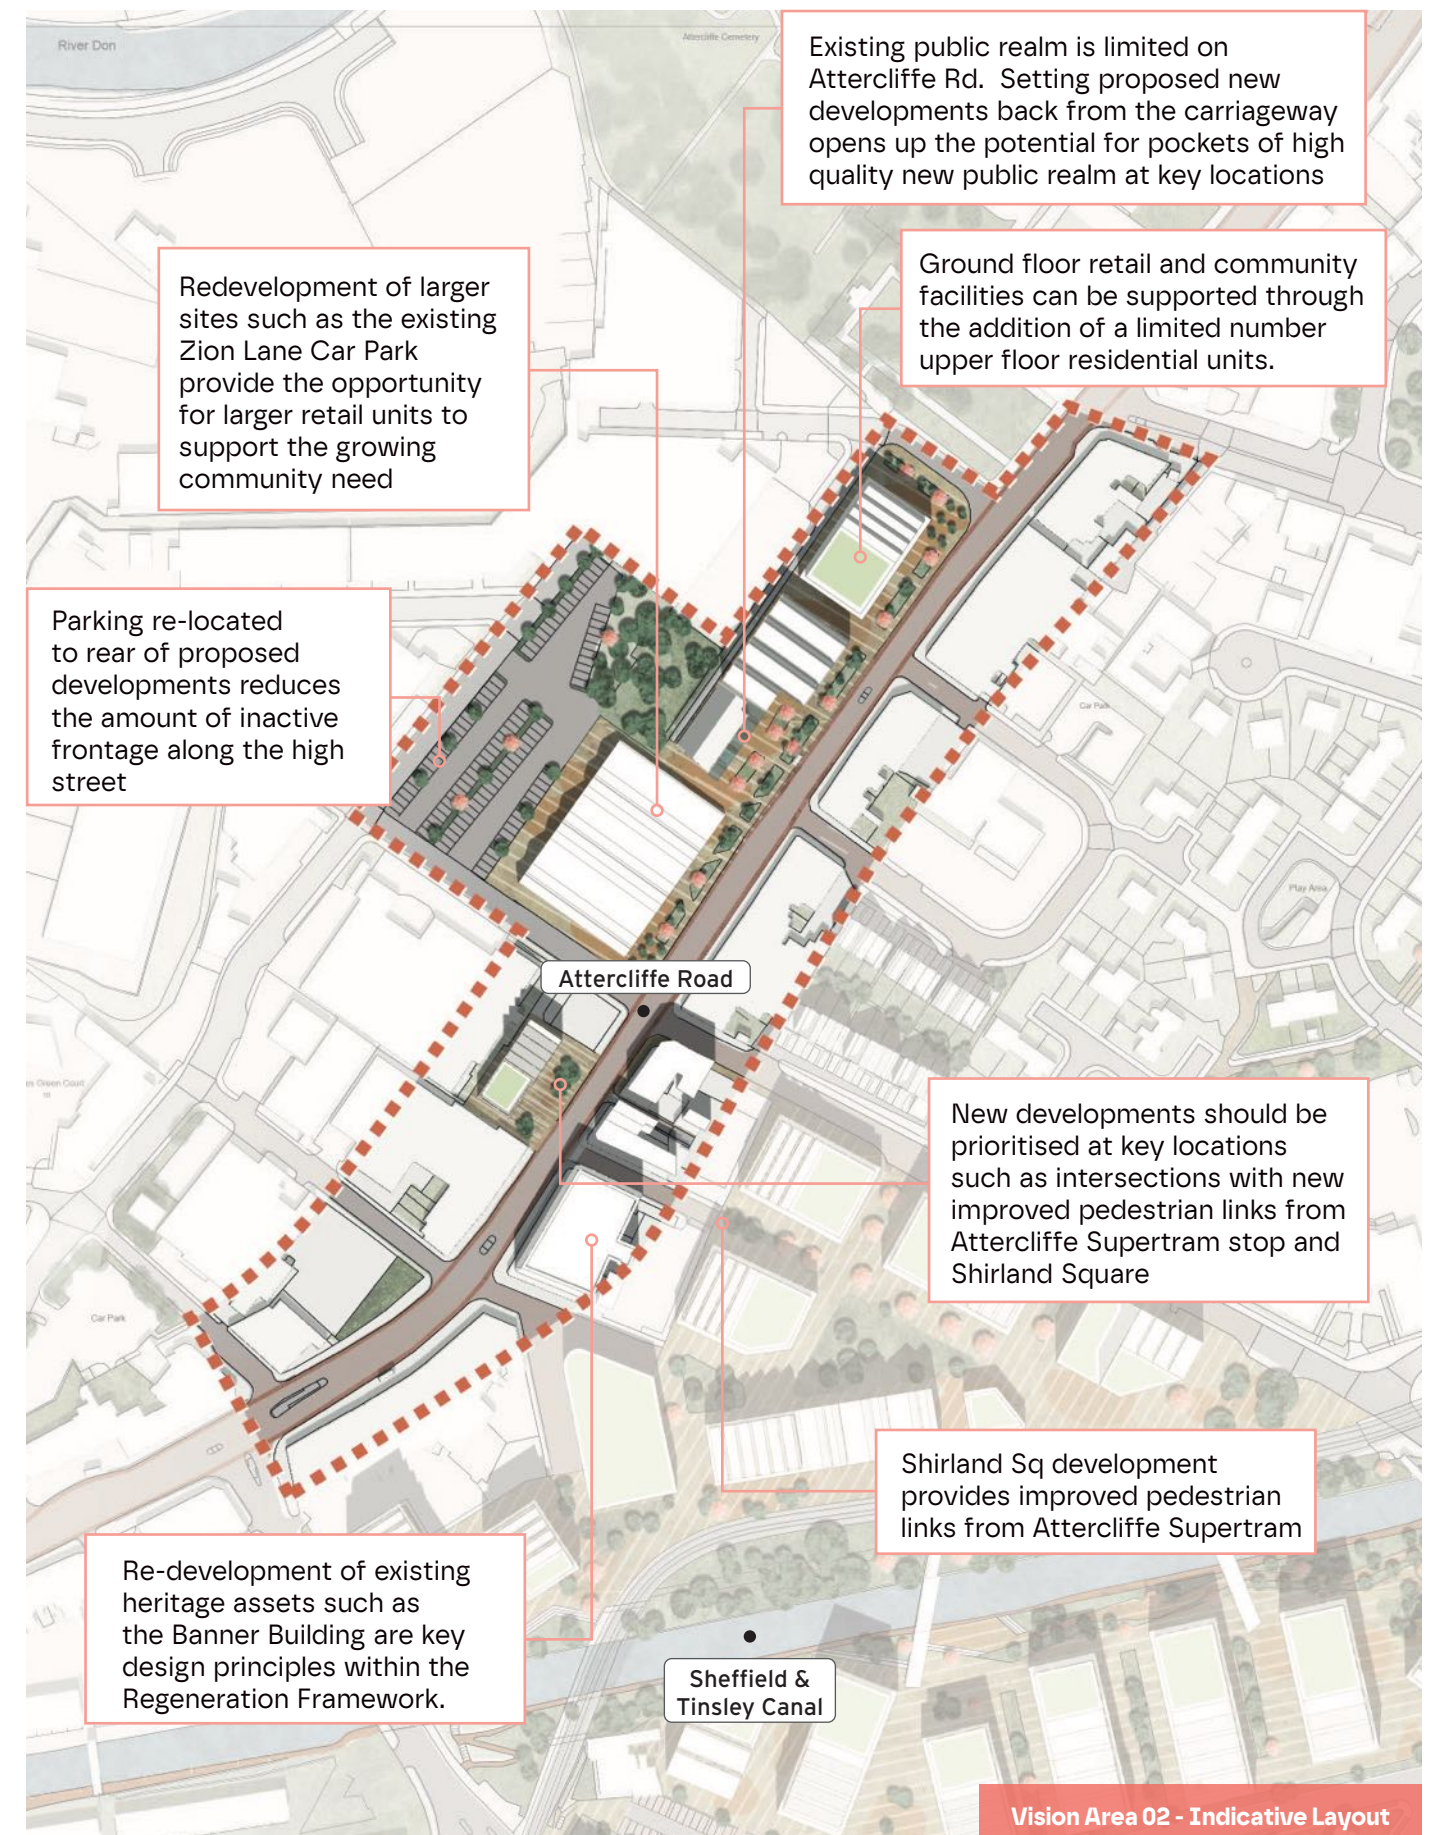 River Don
Attercliffe Cemetery
Existing public realm is limited on
Attercliffe Rd. Setting proposed new
developments back from the carriageway
opens up the potential for pockets of high
quality new public realm at key locations
Ground floor retail and community
facilities can be supported through
the addition of a limited number
upper floor residential units.
Redevelopment of larger
sites such as the existing
Zion Lane Car Park
provide the opportunity
for larger retail units to
support the growing
community need
Parking re-located
to rear of proposed
developments reduces
the amount of inactive
frontage along the high
street
Car Park
Play Area
Attercliffe Road
Green Court
New developments should be
prioritised at key locations
such as intersections with new
improved pedestrian links from
Attercliffe Supertram stop and
Shirland Square
Car Park
Shirland Sq development
provides improved pedestrian
links from Attercliffe Supertram
Re-development of existing
heritage assets such as
the Banner Building are key
design principles within the
Regeneration Framework.
Sheffield &
Tinsley Canal
Vision Area 02 - Indicative Layout